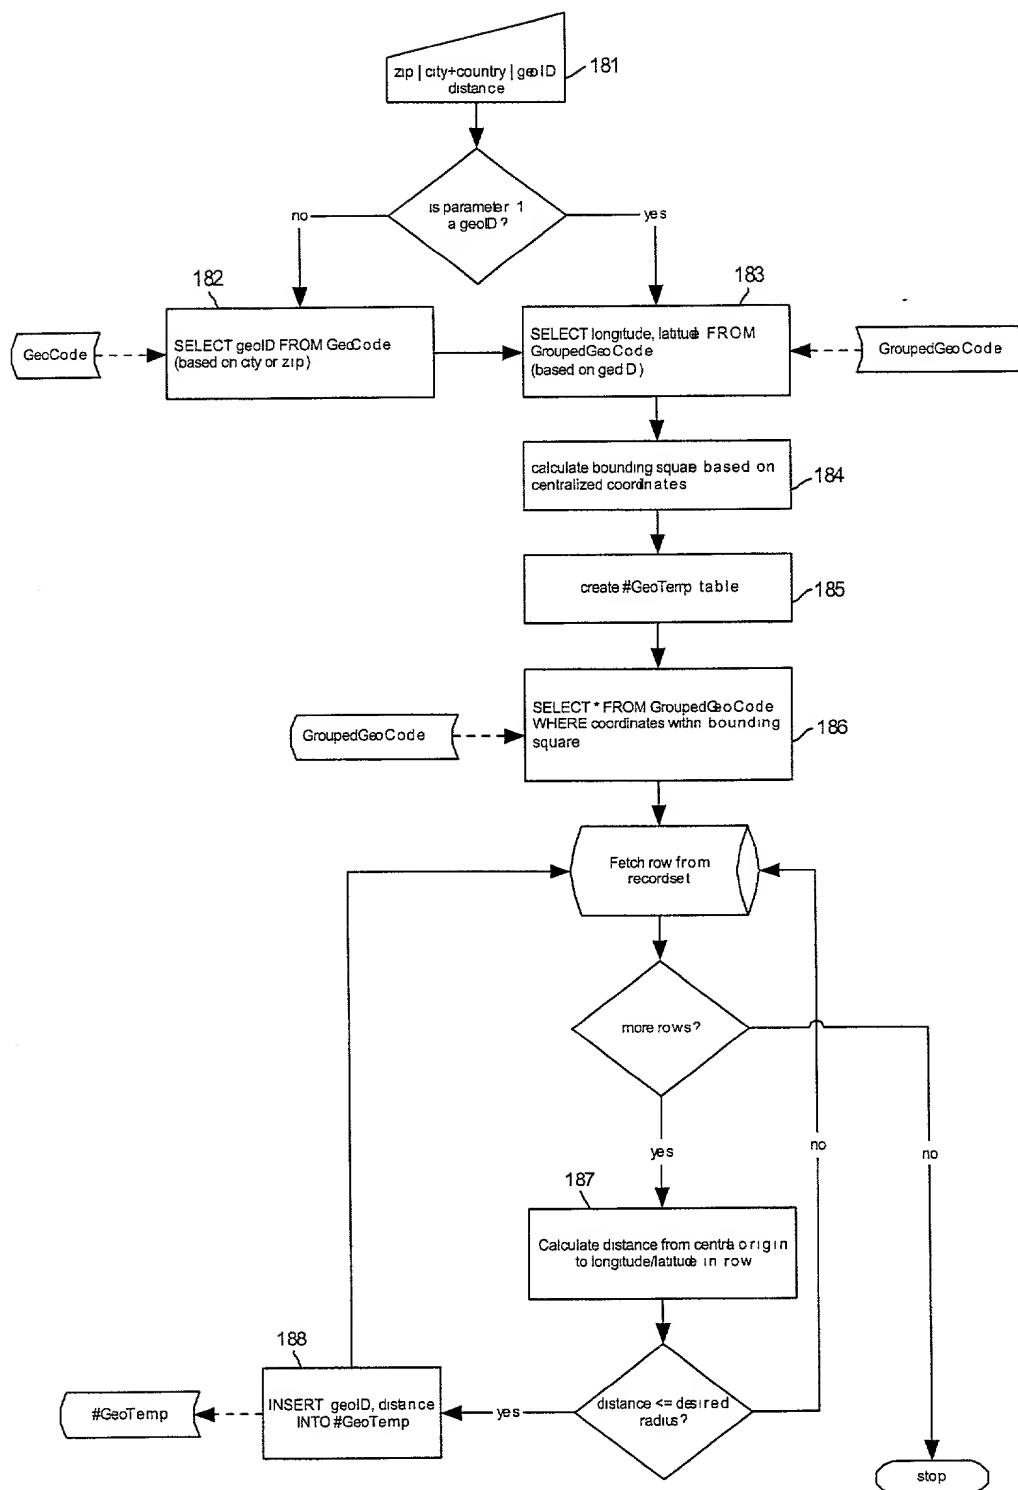 zip | city+country | geoID
distance
181
is parameter 1
a geoID?
no
yes
182
183
GeoCode
SELECT geoID FROM GeoCode
(based on city or zip)
SELECT longitude, latitude FROM
GroupedGeoCode
(based on geoID)
GroupedGeoCode
calculate bounding square based on
centralized coordinates
184
create #GeoTemp table
185
SELECT * FROM GroupedGeoCode
WHERE coordinates within bounding
square
186
GroupedGeoCode
Fetch row from
recordset
more rows?
yes
no
no
187
Calculate distance from central origin
to longitude/latitude in row
188
#GeoTemp
INSERT geoID, distance
INTO #GeoTemp
yes
distance <= desired
radius?
stop